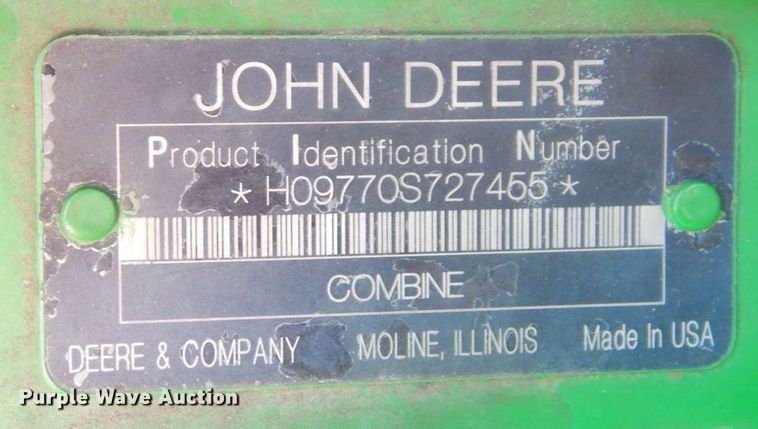 JOHN DEERE
Product Identification Number
* H09770S727455 *
COMBINE
DEERE & COMPANY MOLINE, ILLINOIS Made In USA
Purple Wave Auction